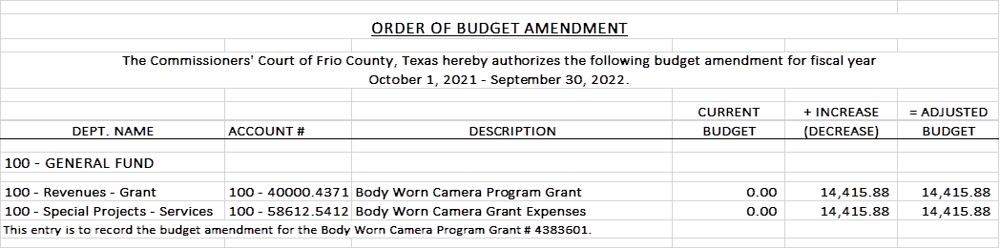 ORDER OF BUDGET AMENDMENT
The Commissioners' Court of Frio County, Texas hereby authorizes the following budget amendment for fiscal year
October 1, 2021 - September 30, 2022.
CURRENT + INCREASE = ADJUSTED
DEPT. NAME ACCOUNT # DESCRIPTION BUDGET (DECREASE) BUDGET
100 - GENERAL FUND
100 - Revenues - Grant 100 - 40000.4371 Body Worn Camera Program Grant 0.00 14,415.88 14,415.88
100 - Special Projects - Services 100 - 58612.5412 Body Worn Camera Grant Expenses 0.00 14,415.88 14,415.88
This entry is to record the budget amendment for the Body Worn Camera Program Grant # 4383601.